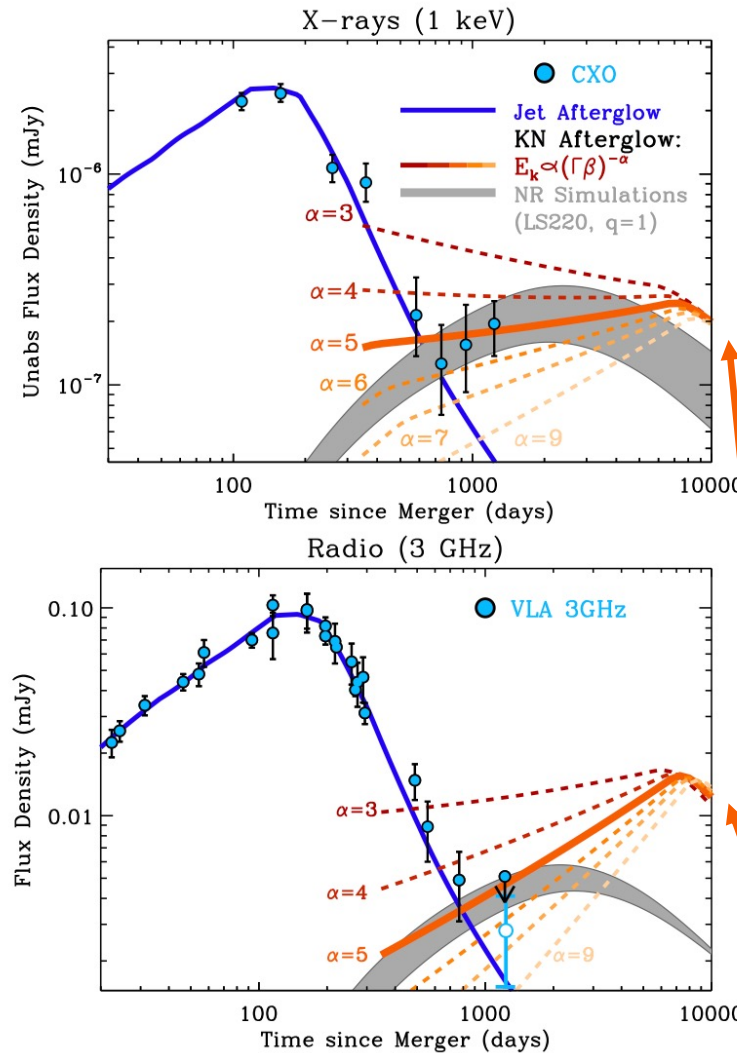 X-rays (1 keV)
CXO
Jet Afterglow
KN Afterglow:
E_k∝(Γβ)^-α
NR Simulations
(LS220, q=1)
α=3
α=4
α=5
α=6
α=7
α=9
10^-6
10^-7
Unabs Flux Density (mJy)
100
1000
10000
Time since Merger (days)
Radio (3 GHz)
VLA 3GHz
0.10
0.01
Flux Density (mJy)
α=3
α=4
α=5
α=9
100
1000
10000
Time since Merger (days)